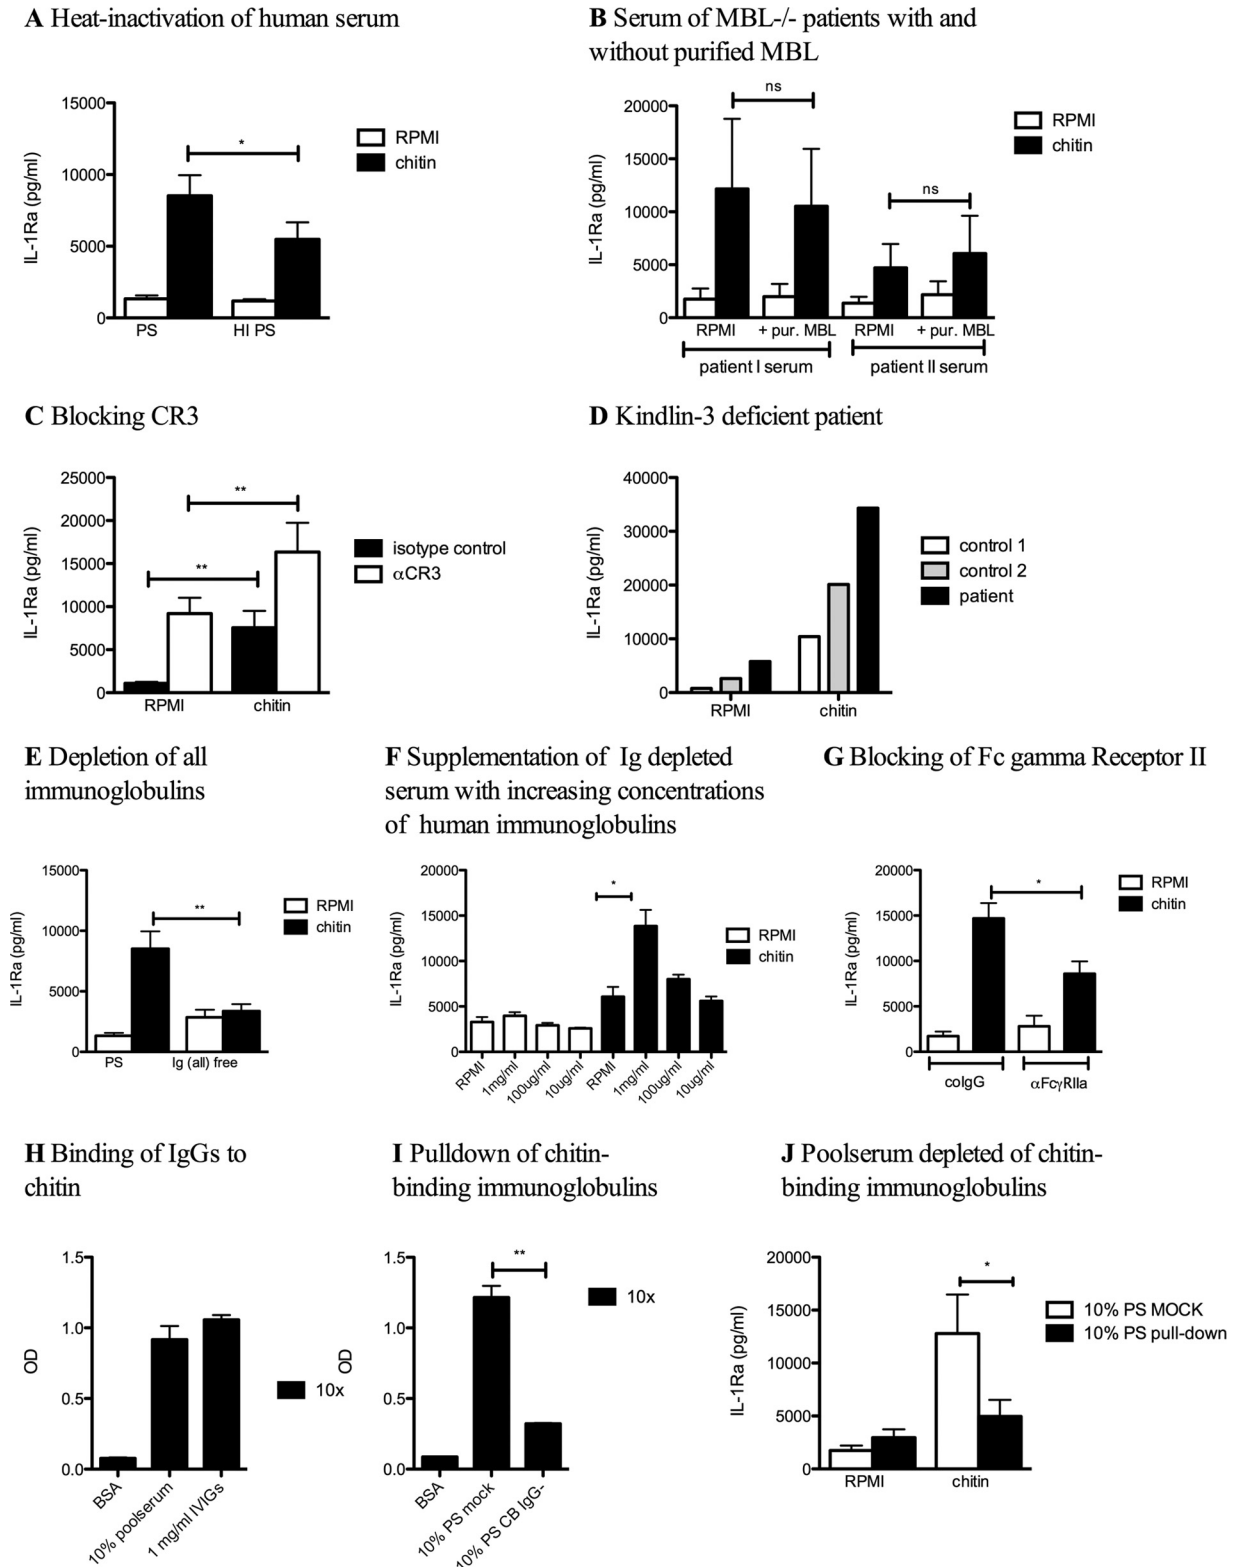 A Heat-inactivation of human serum
15000
10000
5000
0
IL-1Ra (pg/ml)
*
PS
HI PS
RPMI
chitin
B Serum of MBL-/- patients with and
without purified MBL
20000
15000
10000
5000
0
IL-1Ra (pg/ml)
ns
ns
RPMI
+ pur. MBL
RPMI
+ pur. MBL
patient I serum
patient II serum
RPMI
chitin
C Blocking CR3
25000
20000
15000
10000
5000
0
IL-1Ra (pg/ml)
**
**
RPMI
chitin
isotype control
αCR3
D Kindlin-3 deficient patient
40000
30000
20000
10000
0
IL-1Ra (pg/ml)
RPMI
chitin
control 1
control 2
patient
E Depletion of all
immunoglobulins
15000
10000
5000
0
IL-1Ra (pg/ml)
**
PS
Ig (all) free
RPMI
chitin
F Supplementation of Ig depleted
serum with increasing concentrations
of human immunoglobulins
20000
15000
10000
5000
0
IL-1Ra (pg/ml)
*
RPMI
1mg/ml
100ug/ml
10ug/ml
RPMI
1mg/ml
100ug/ml
10ug/ml
RPMI
chitin
G Blocking of Fc gamma Receptor II
20000
15000
10000
5000
0
IL-1Ra (pg/ml)
*
coIgG
αFcγRIIa
RPMI
chitin
H Binding of IgGs to
chitin
1.5
1.0
0.5
0.0
OD
BSA
10% poolserum
1 mg/ml IVIGs
10x
I Pulldown of chitin-
binding immunoglobulins
1.5
1.0
0.5
0.0
OD
**
BSA
10% PS mock
10% PS CB IgG-
10x
J Poolserum depleted of chitin-
binding immunoglobulins
20000
15000
10000
5000
0
IL-1Ra (pg/ml)
*
RPMI
chitin
10% PS MOCK
10% PS pull-down